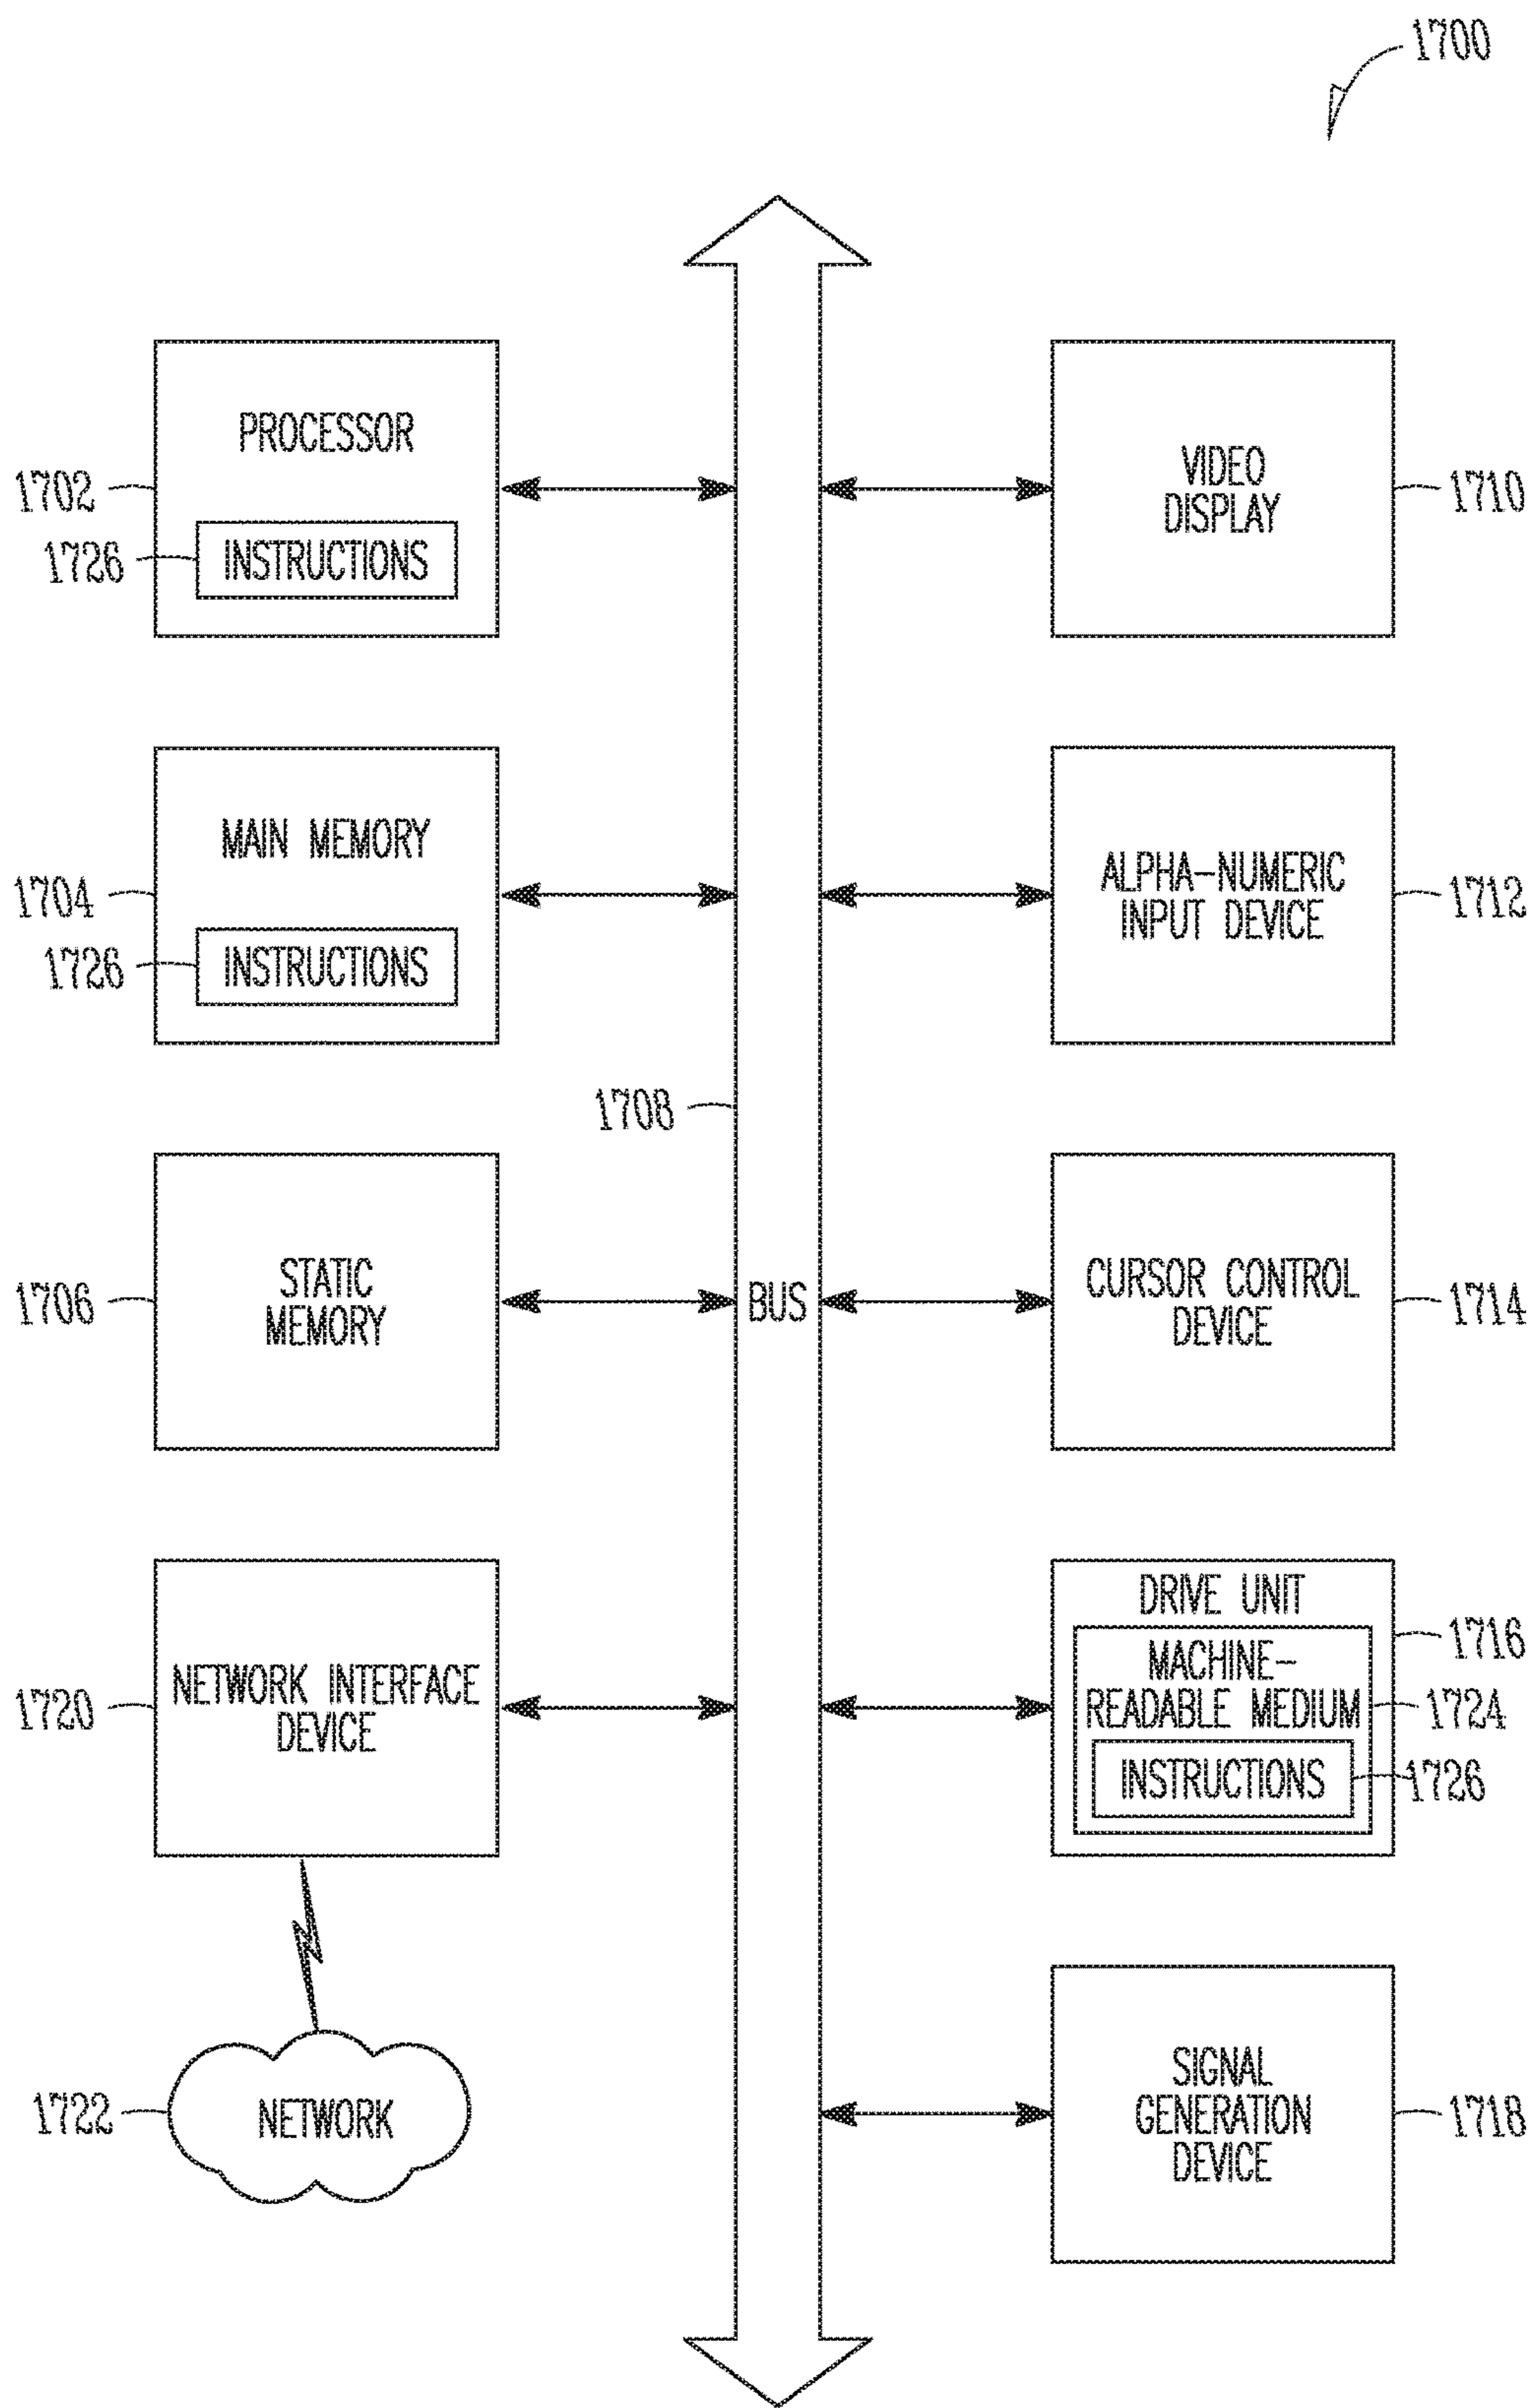 1700
PROCESSOR
1702
1726
INSTRUCTIONS
VIDEO
DISPLAY
1710
MAIN MEMORY
1704
1726
INSTRUCTIONS
ALPHA-NUMERIC
INPUT DEVICE
1712
1708
BUS
STATIC
MEMORY
1706
CURSOR CONTROL
DEVICE
1714
NETWORK INTERFACE
DEVICE
1720
DRIVE UNIT
1716
MACHINE-
READABLE MEDIUM
1724
INSTRUCTIONS
1726
1722
NETWORK
SIGNAL
GENERATION
DEVICE
1718